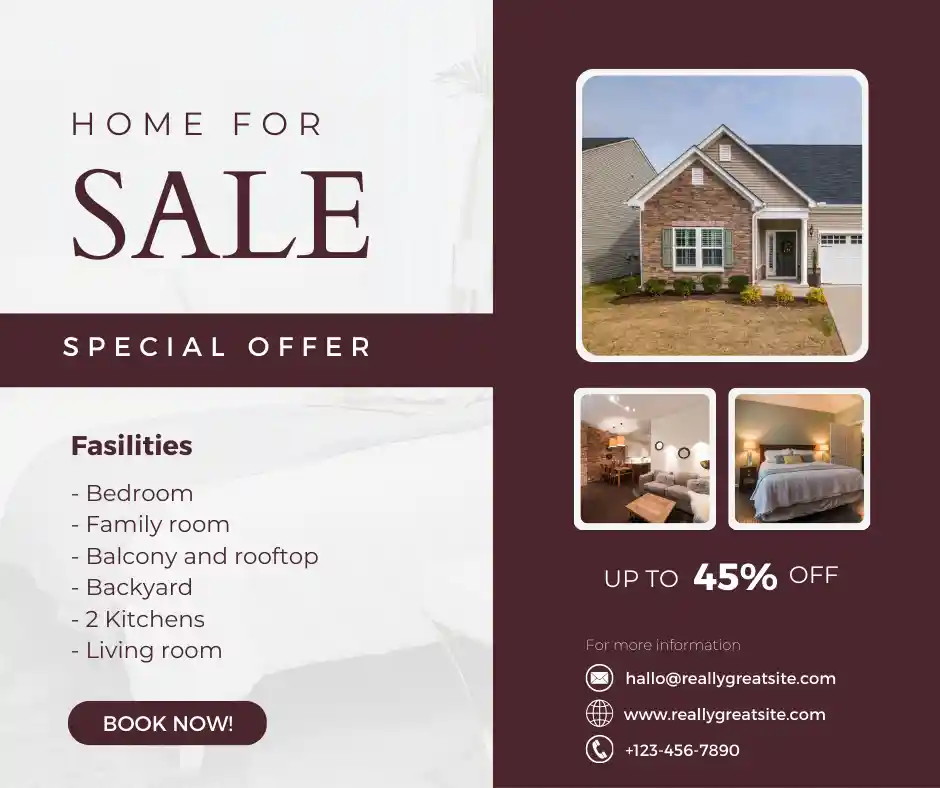 HOME FOR
SALE
SPECIAL OFFER
Fasilities
- Bedroom
- Family room
- Balcony and rooftop
- Backyard
- 2 Kitchens
- Living room
BOOK NOW!
UP TO 45% OFF
For more information
hallo@reallygreatsite.com
www.reallygreatsite.com
+123-456-7890